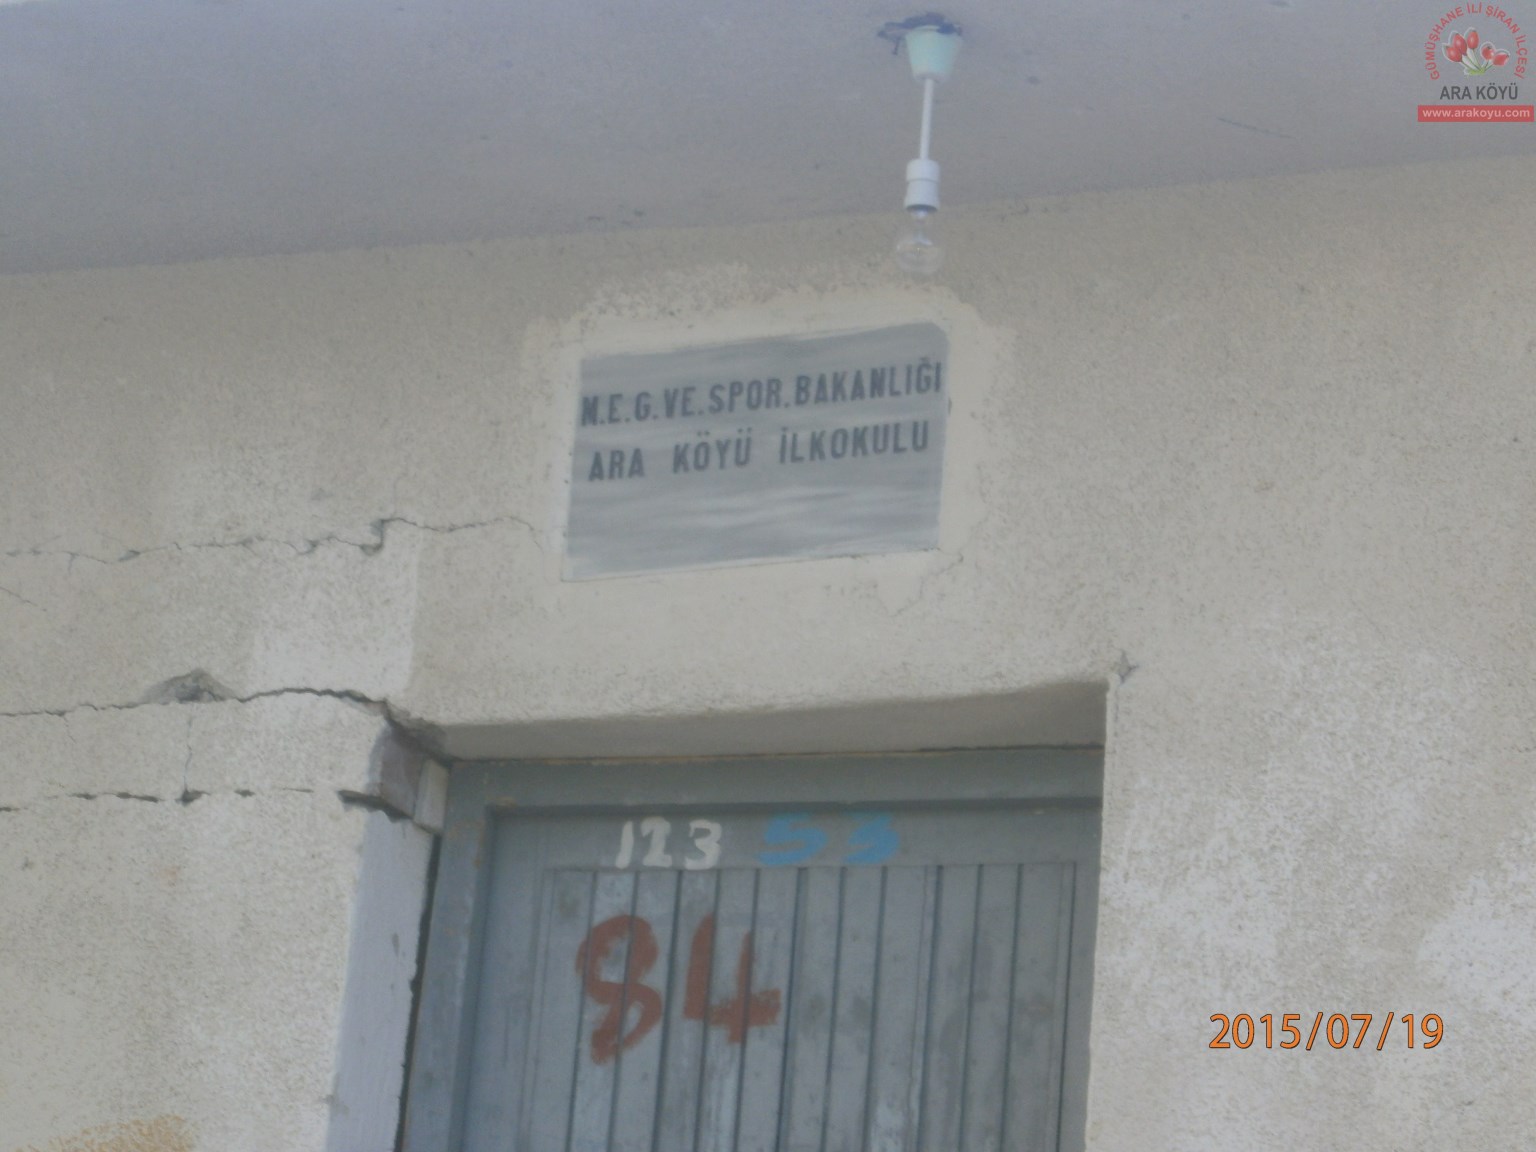 GÜMÜŞHANE İLİ ŞİRAN İLÇESİ
ARA KÖYÜ
www.arakoyu.com
M.E.G.VE.SPOR.BAKANLIĞI
ARA KÖYÜ İLKOKULU
123 53
84
2015/07/19